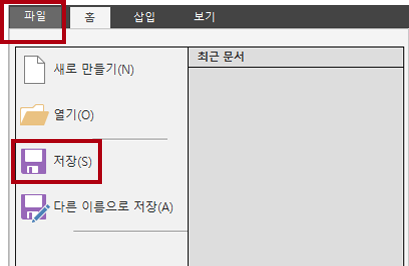 파일 홈 삽입 보기
최근 문서
새로 만들기(N)
열기(O)
저장(S)
다른 이름으로 저장(A)